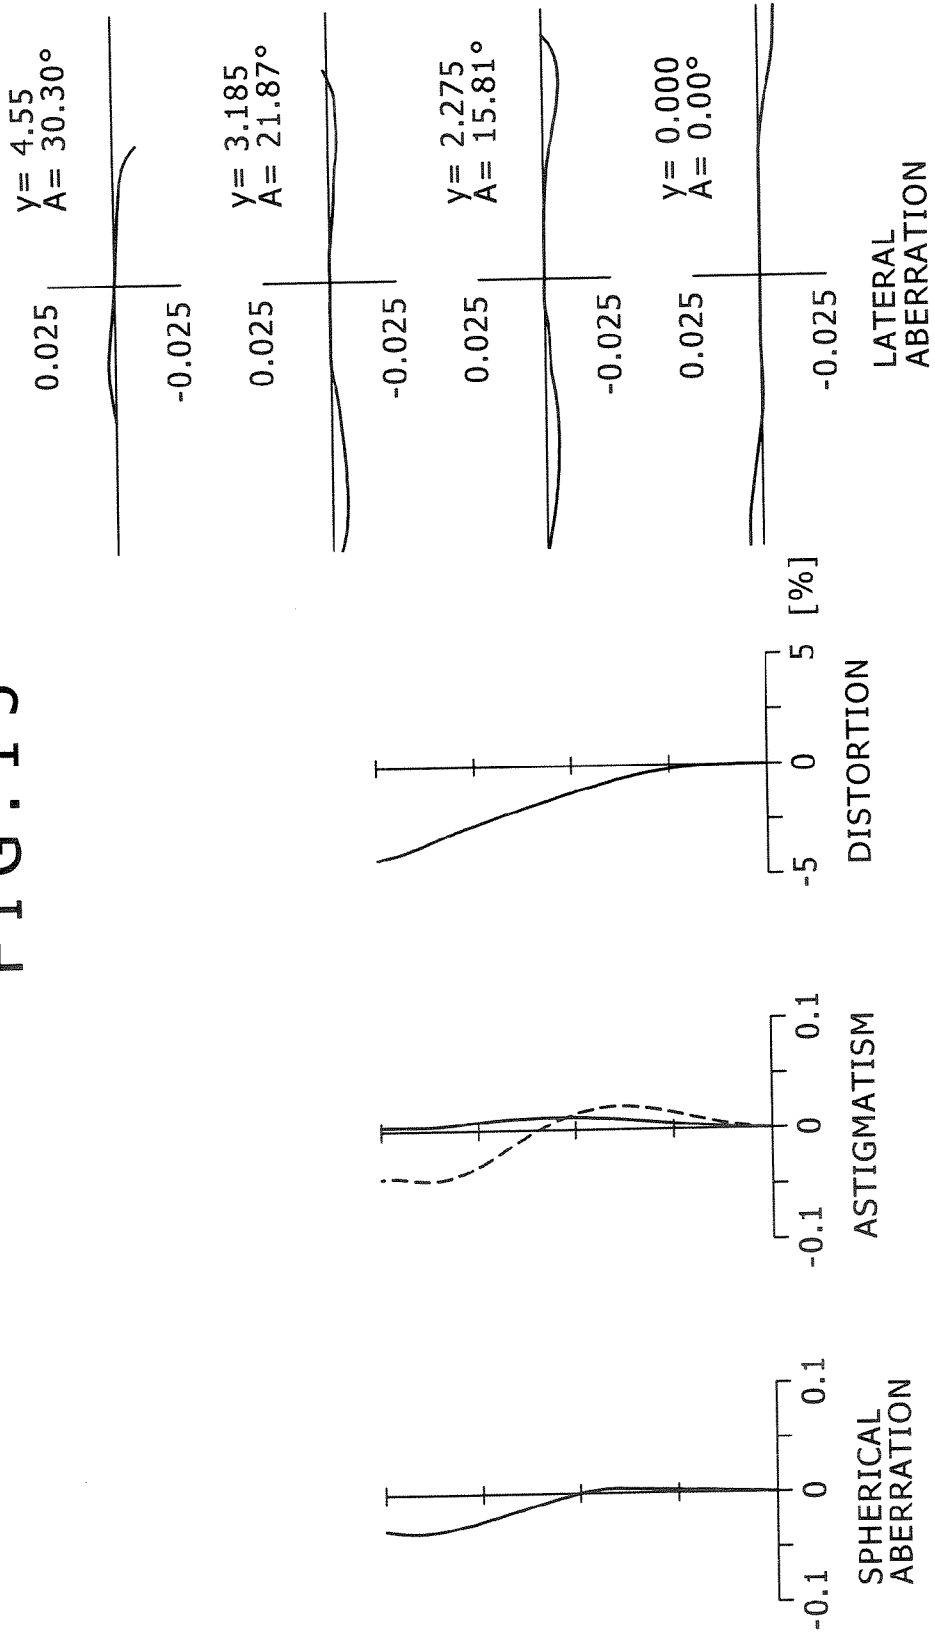 -0.1 0 0.1
SPHERICAL
ABERRATION
-0.1 0 0.1
ASTIGMATISM
-5 0 5 [%]
DISTORTION
y= 4.55
A= 30.30°
0.025
-0.025
y= 3.185
A= 21.87°
0.025
-0.025
y= 2.275
A= 15.81°
0.025
-0.025
y= 0.000
A= 0.00°
0.025
-0.025
LATERAL
ABERRATION